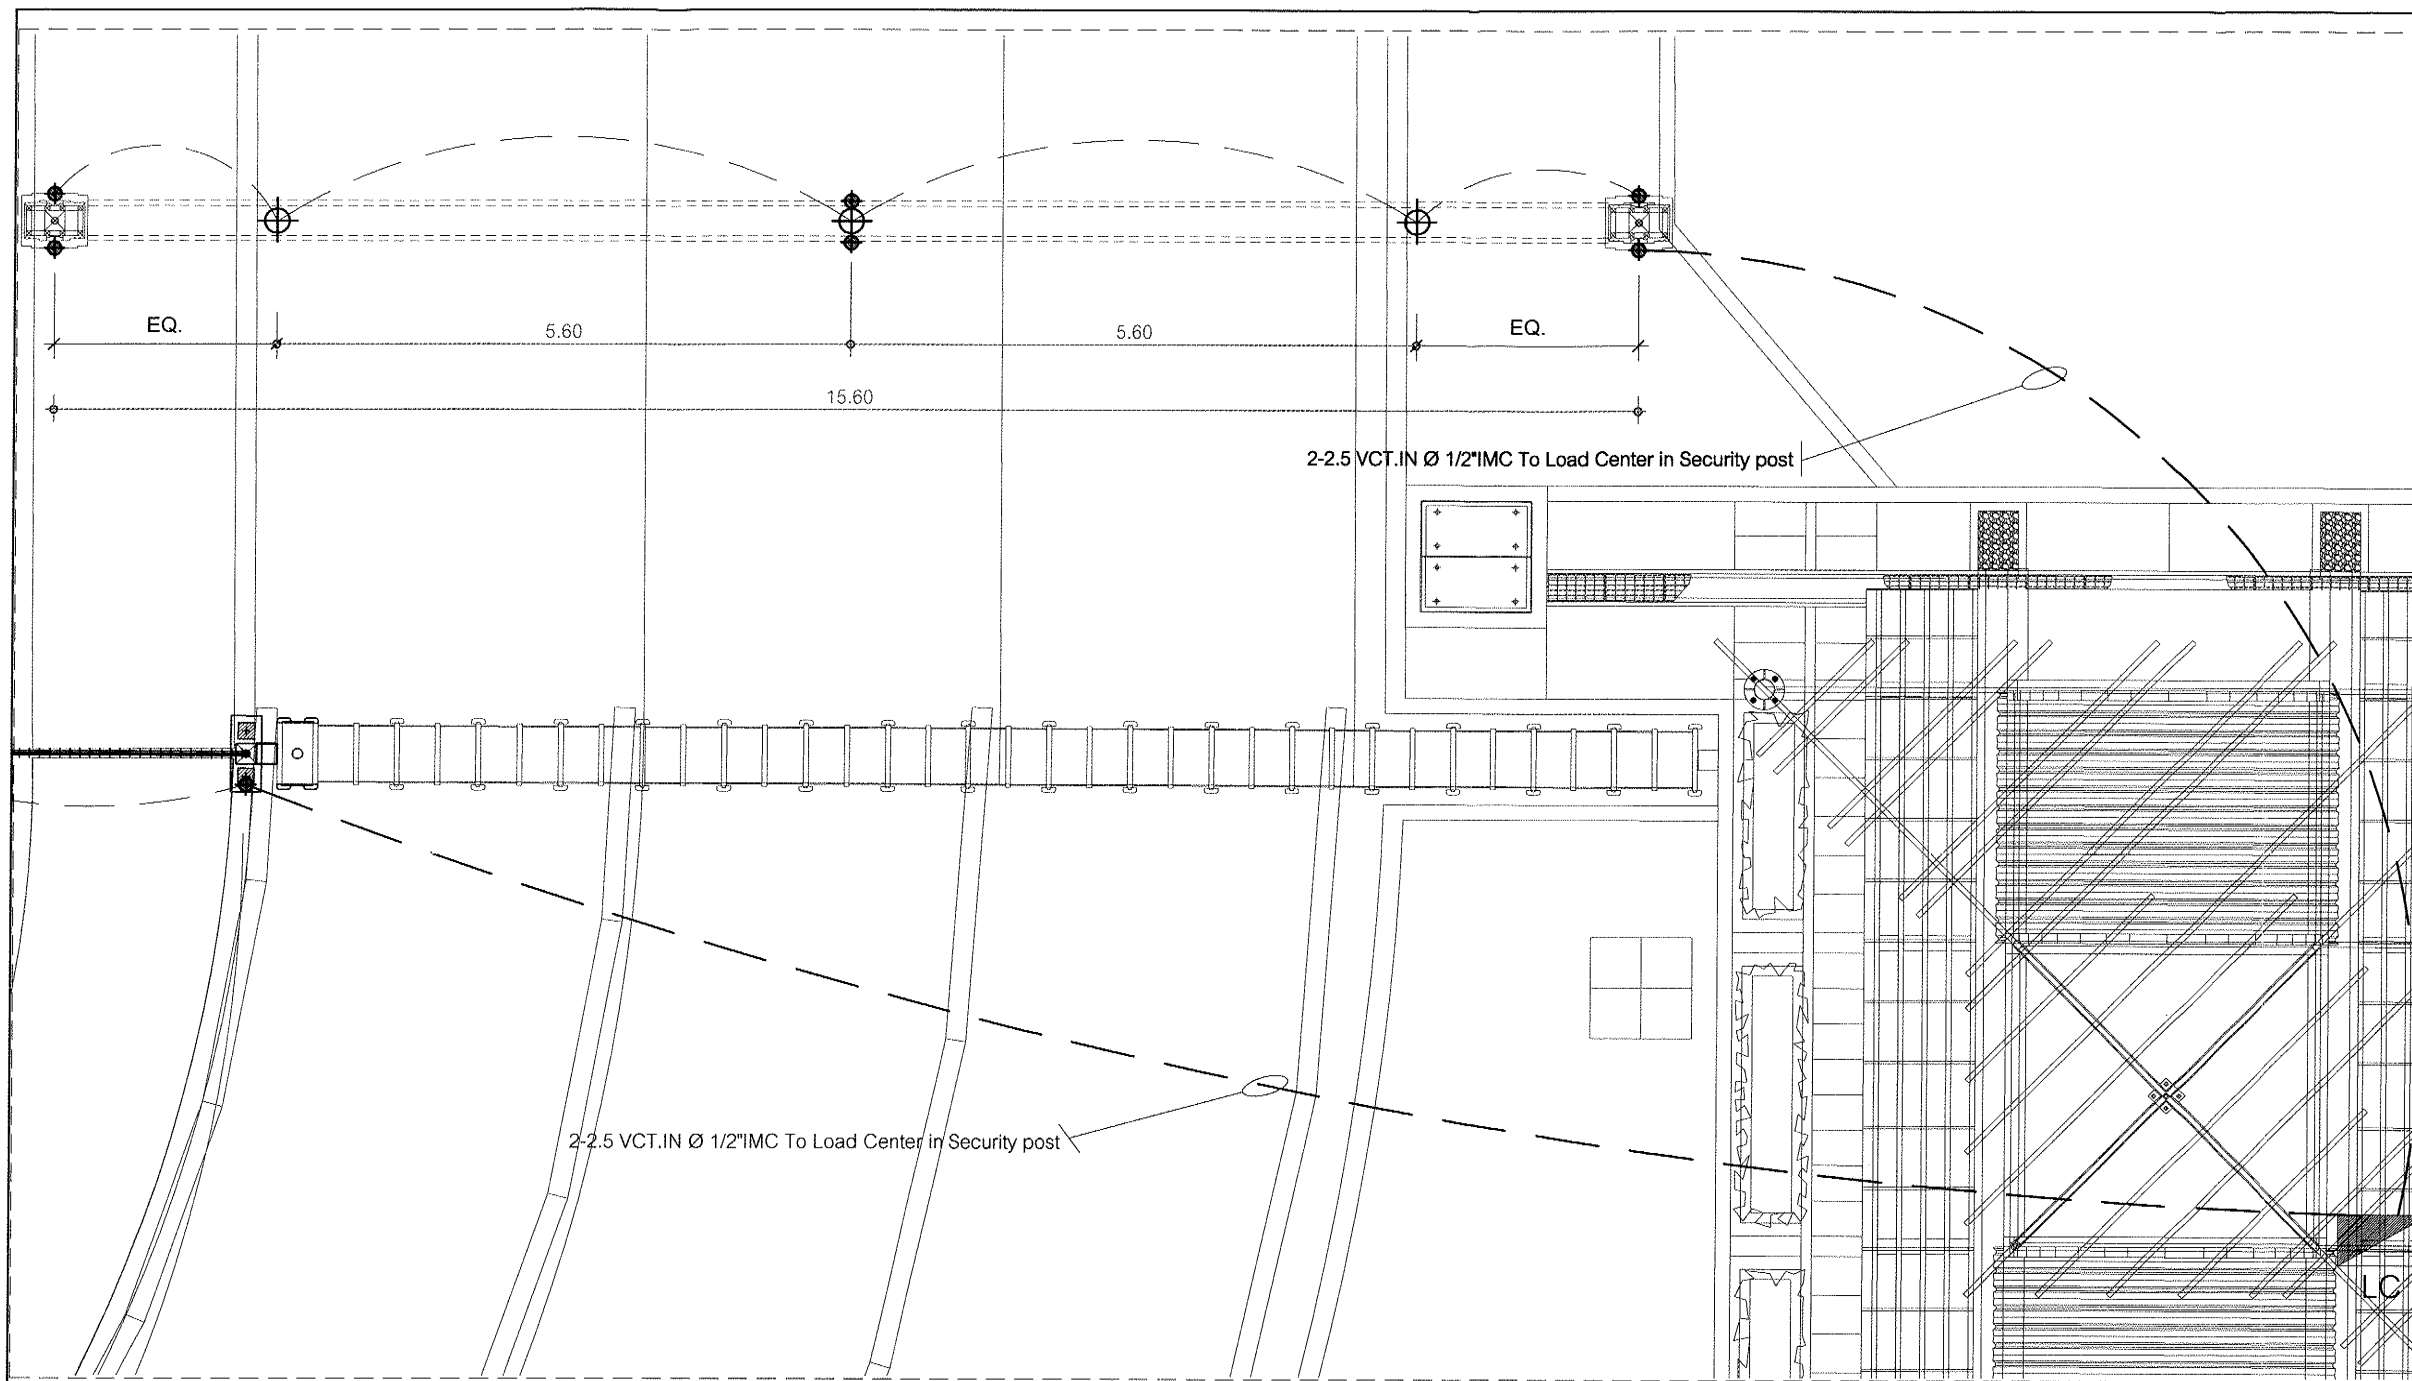 EQ.
5.60
5.60
EQ.
15.60
2-2.5 VCT.IN Ø 1/2"IMC To Load Center in Security post
2-2.5 VCT.IN Ø 1/2"IMC To Load Center in Security post
LC